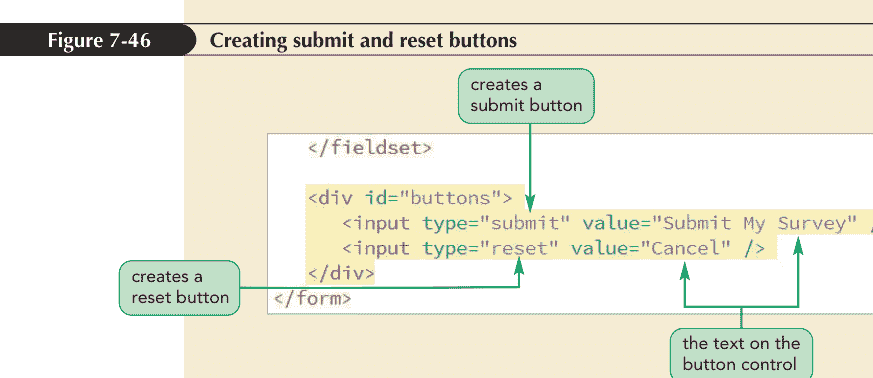 Figure 7-46 Creating submit and reset buttons
creates a
submit button
</fieldset>
<div id="buttons">
<input type="submit" value="Submit My Survey" /
<input type="reset" value="Cancel" />
</div>
</form>
creates a
reset button
the text on the
button control